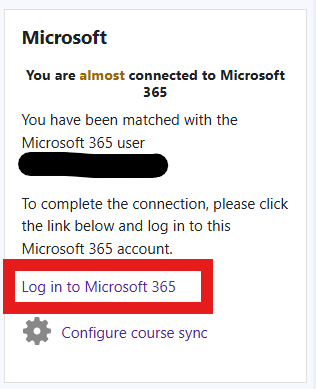 Microsoft
You are almost connected to Microsoft
365
You have been matched with the
Microsoft 365 user
To complete the connection, please click
the link below and log in to this
Microsoft 365 account.
Log in to Microsoft 365
Configure course sync